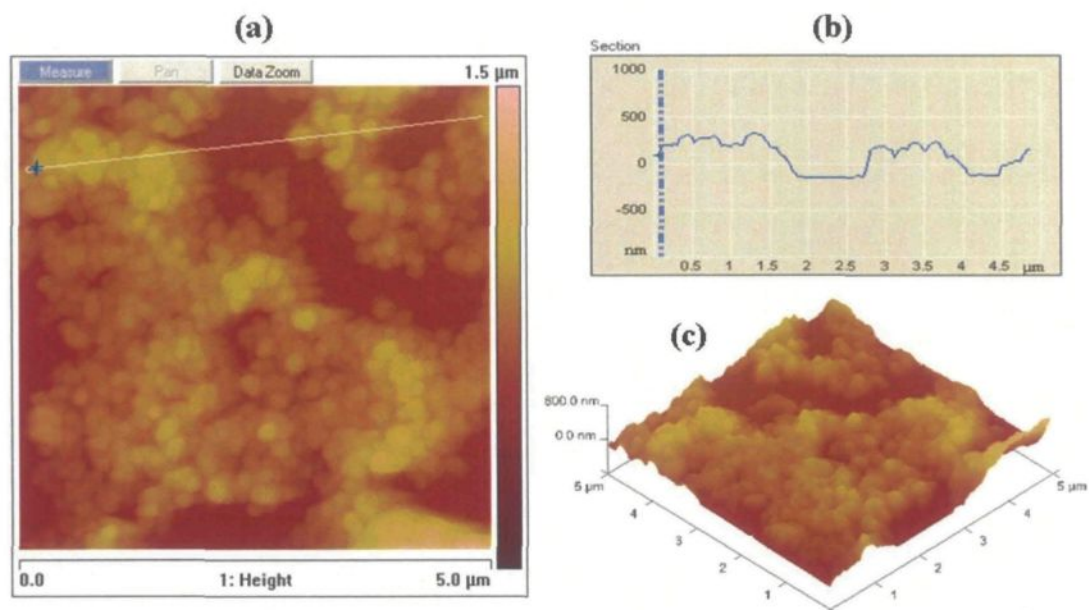 (a)
Measure Pan Data Zoom 1.5 µm
0.0 1: Height 5.0 µm
(b)
Section
1000
500
0
-500
nm
0.5 1 1.5 2 2.5 3 3.5 4 4.5 µm
(c)
800.0 nm
0.0 nm
5 µm 4 3 2 1
5 µm 4 3 2 1